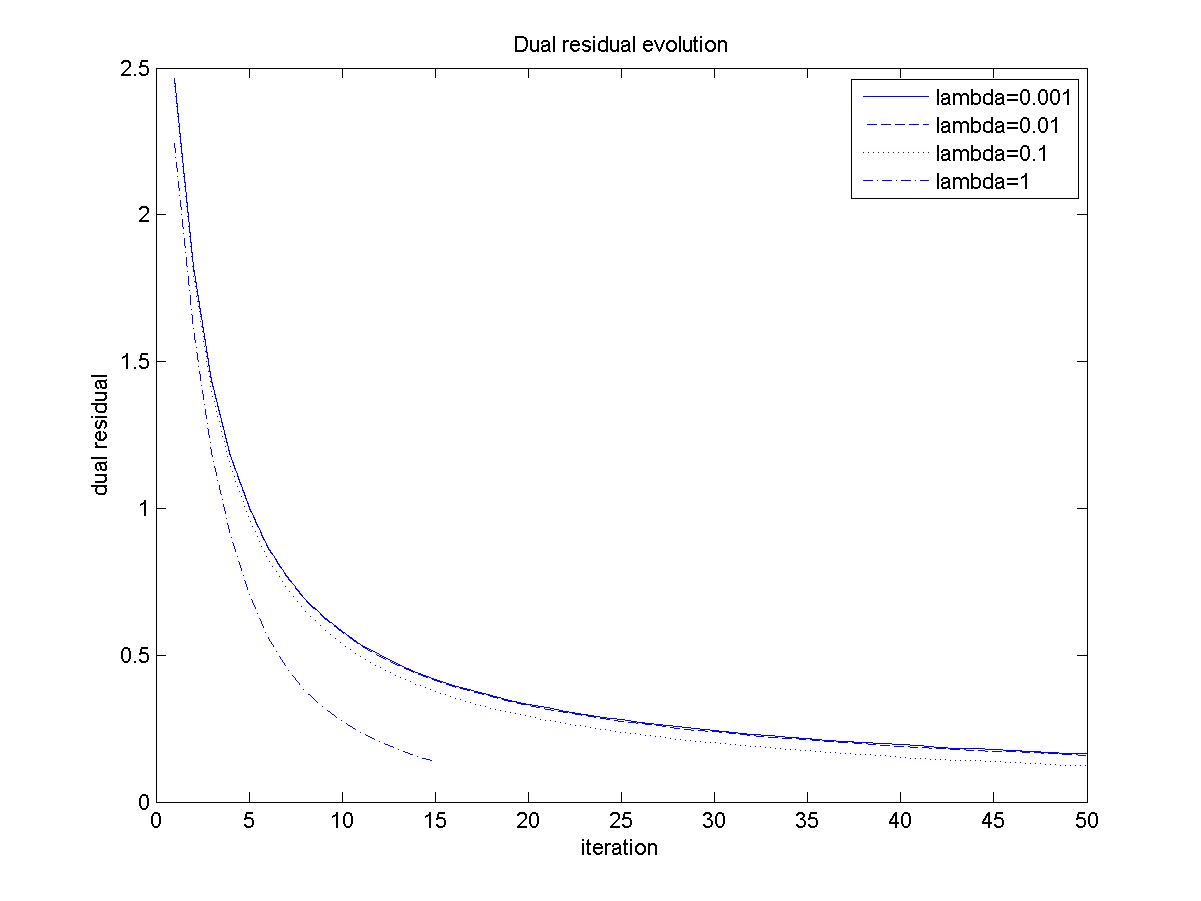 Dual residual evolution
2.5
2
1.5
1
0.5
0
dual residual
lambda=0.001
lambda=0.01
lambda=0.1
lambda=1
0 5 10 15 20 25 30 35 40 45 50
iteration